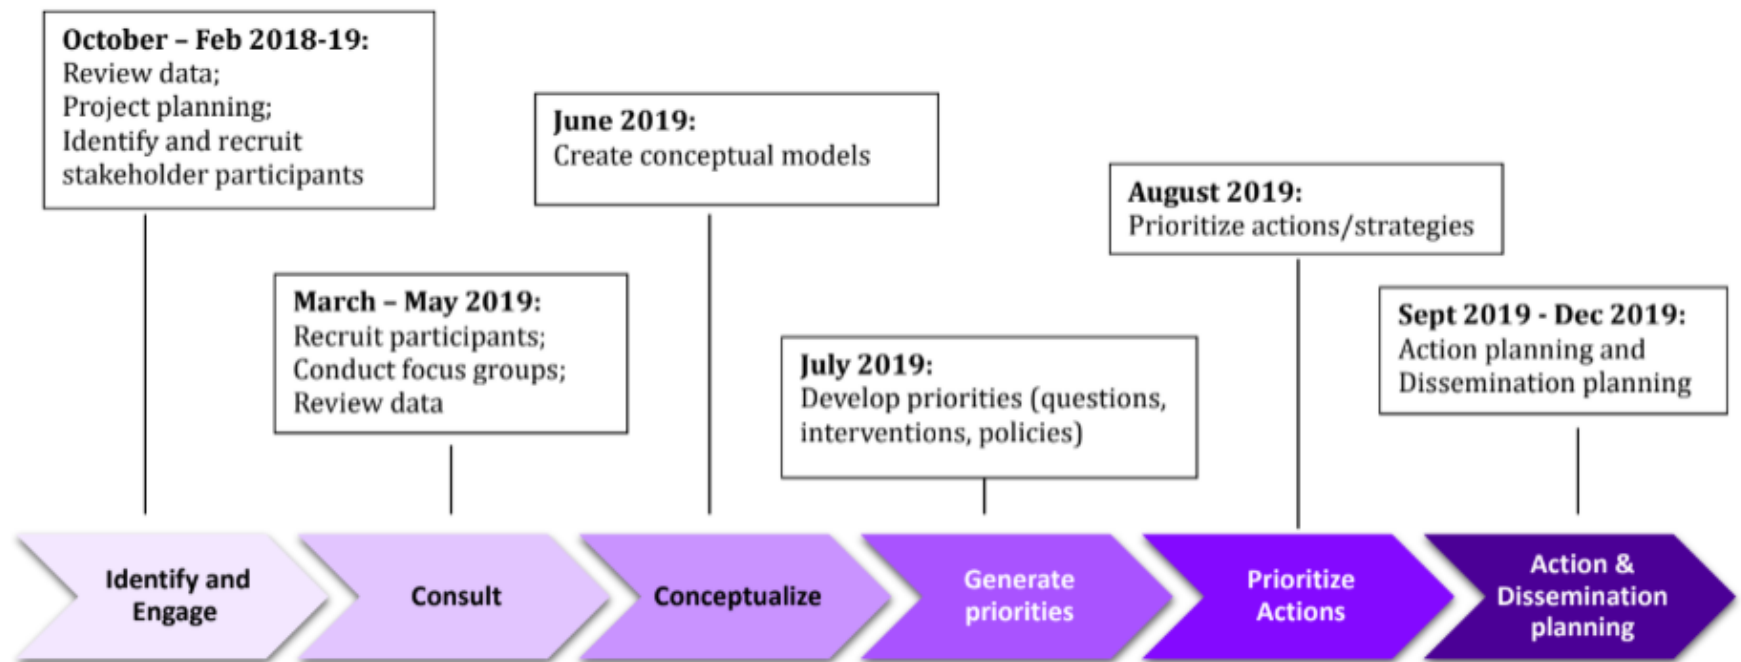 October – Feb 2018-19:
Review data;
Project planning;
Identify and recruit
stakeholder participants
March – May 2019:
Recruit participants;
Conduct focus groups;
Review data
June 2019:
Create conceptual models
July 2019:
Develop priorities (questions,
interventions, policies)
August 2019:
Prioritize actions/strategies
Sept 2019 - Dec 2019:
Action planning and
Dissemination planning
Identify and
Engage
Consult
Conceptualize
Generate
priorities
Prioritize
Actions
Action &
Dissemination
planning